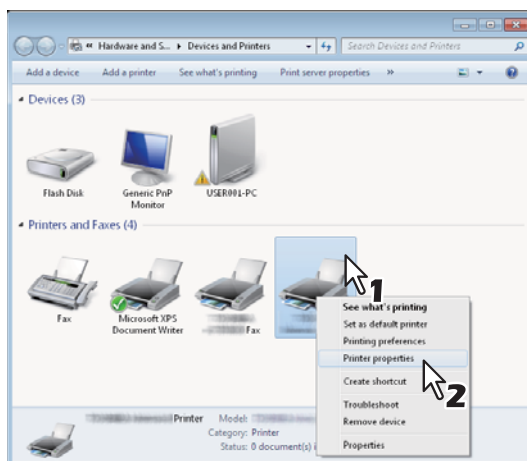 « Hardware and S... ▸ Devices and Printers
Search Devices and Printers
Add a device Add a printer See what's printing Print server properties »
Devices (3)
Flash Disk
Generic PnP
Monitor
USER001-PC
Printers and Faxes (4)
Fax
Microsoft XPS
Document Writer
Fax
1
See what's printing
Set as default printer
Printing preferences
Printer properties
Create shortcut
2
Troubleshoot
Remove device
Properties
Printer Model:
Category: Printer
Status: 0 document(s) i